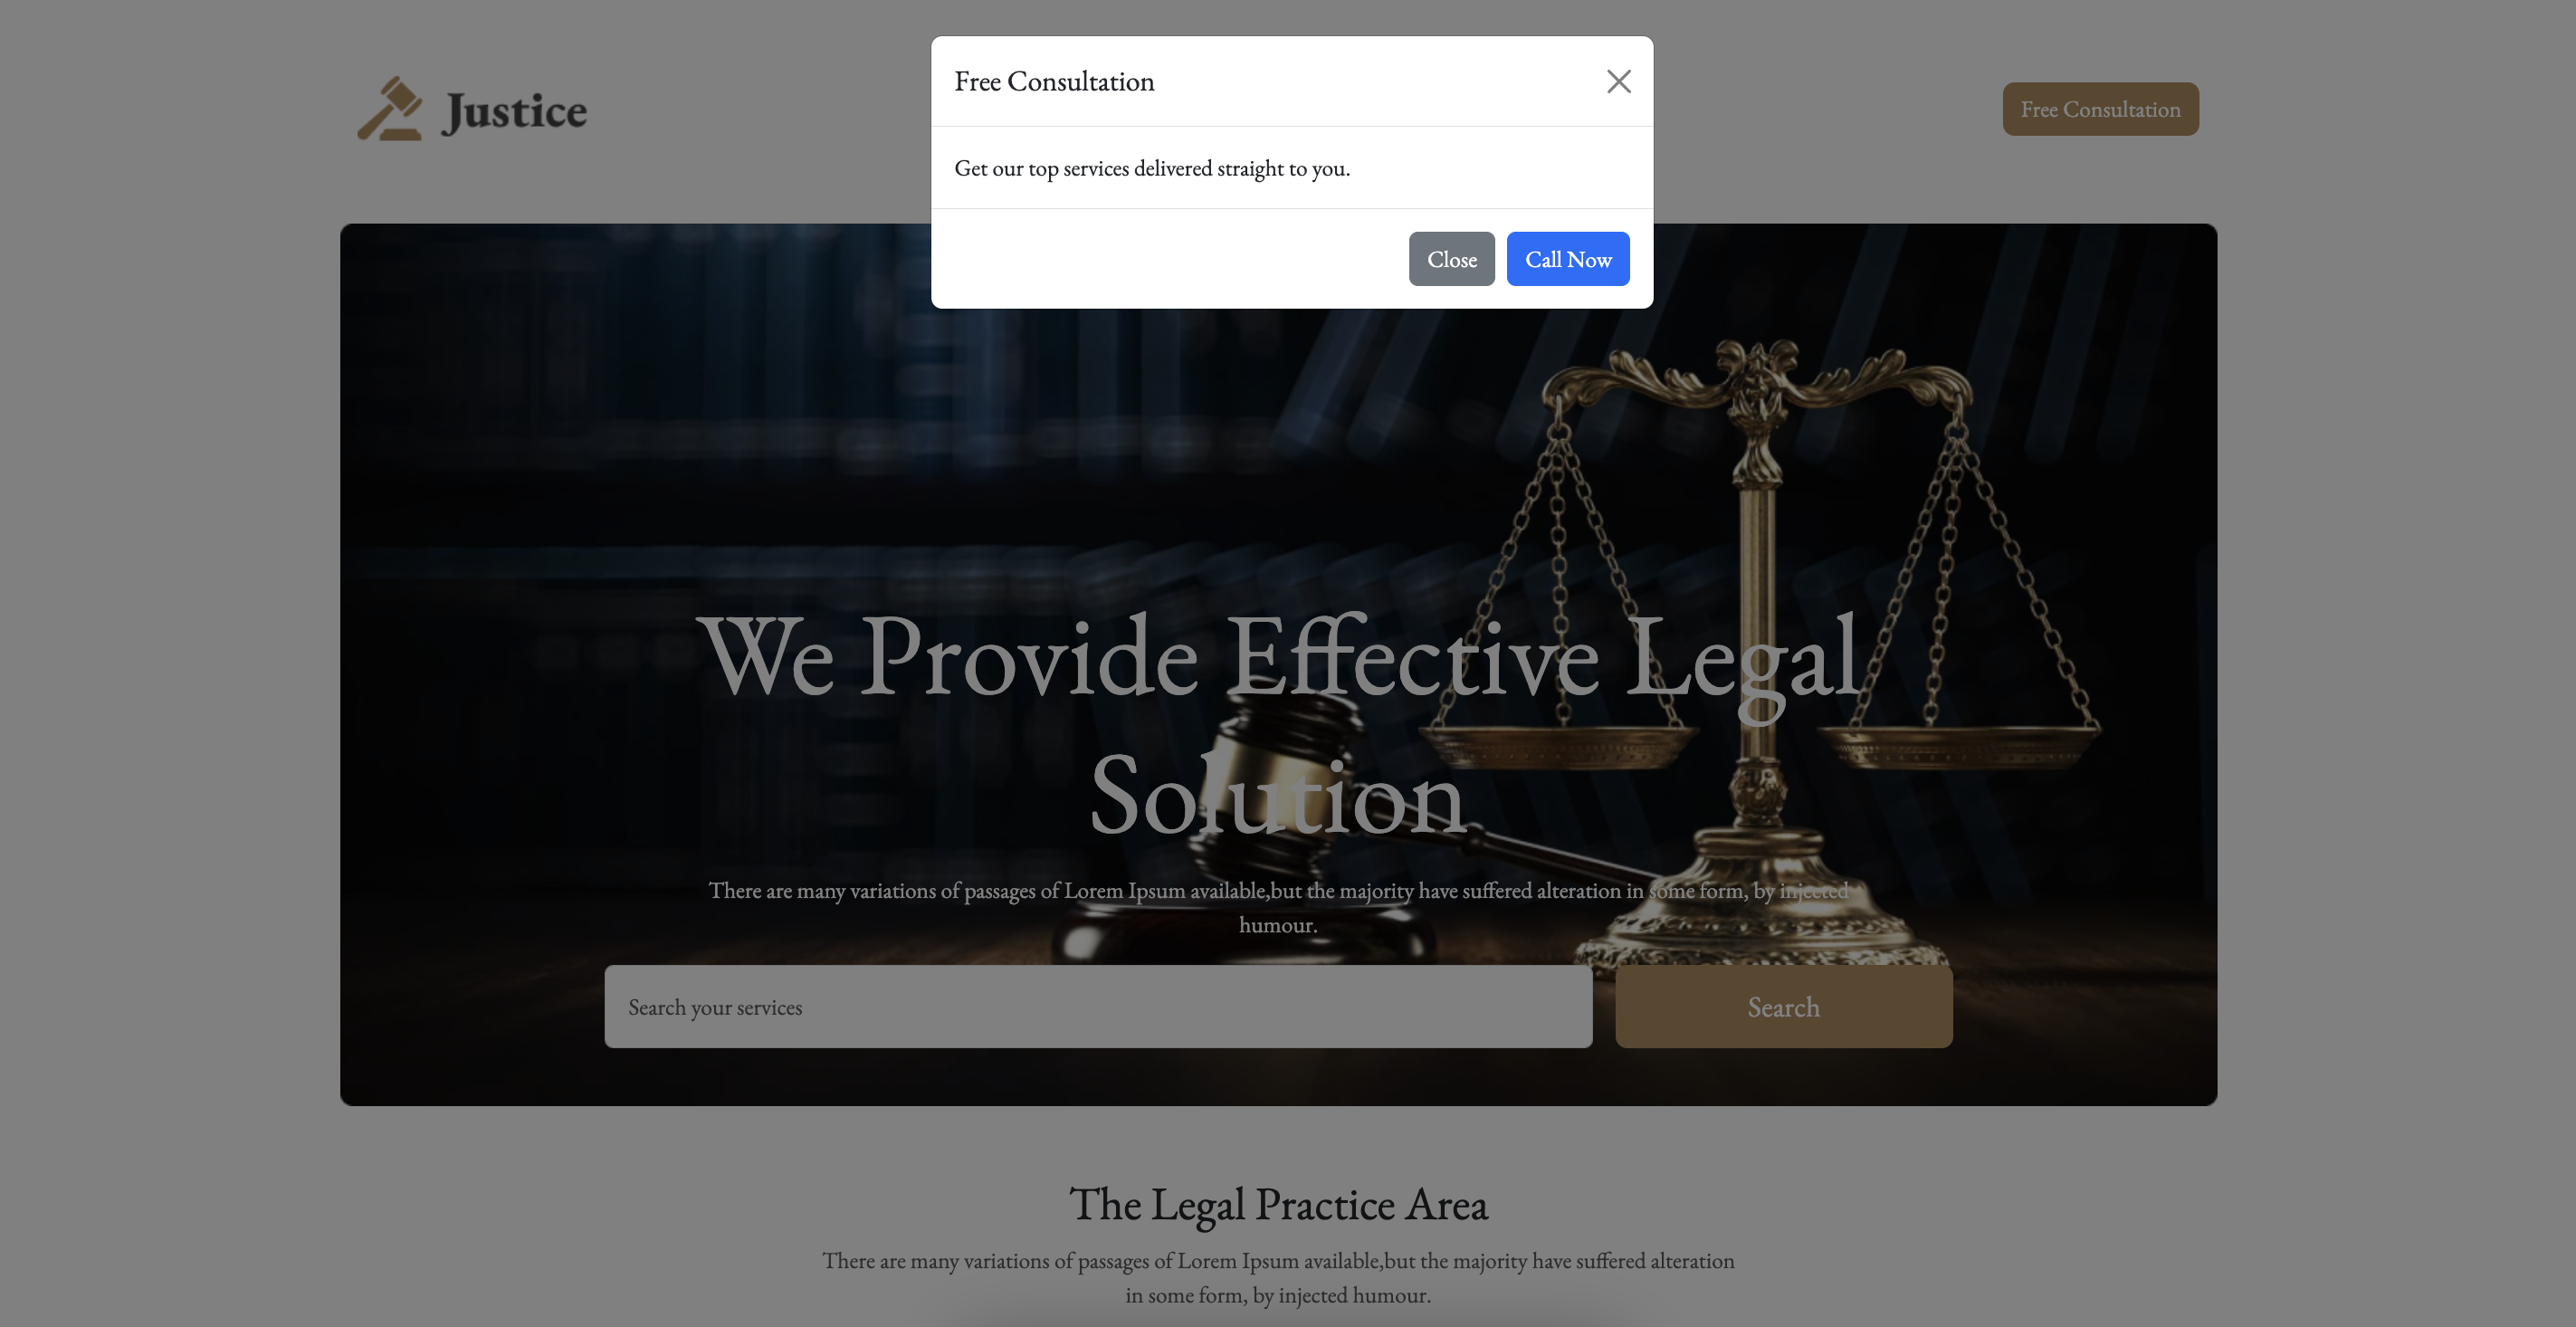 Free Consultation
Get our top services delivered straight to you.
Close
Call Now
Justice
Free Consultation
We Provide Effective Legal
Solution
There are many variations of passages of Lorem Ipsum available,but the majority have suffered alteration in some form, by injected
humour.
Search your services
Search
The Legal Practice Area
There are many variations of passages of Lorem Ipsum available,but the majority have suffered alteration
in some form, by injected humour.